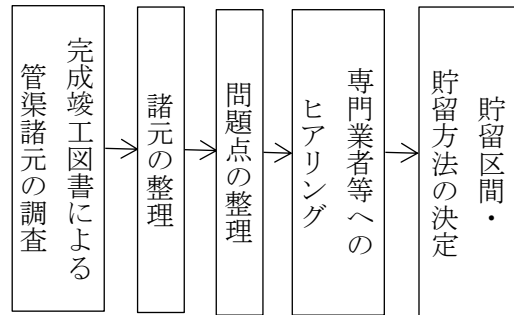 完成竣工図書による
管渠諸元の調査
諸元の整理
問題点の整理
専門業者等への
ヒアリング
貯留区間・
貯留方法の決定